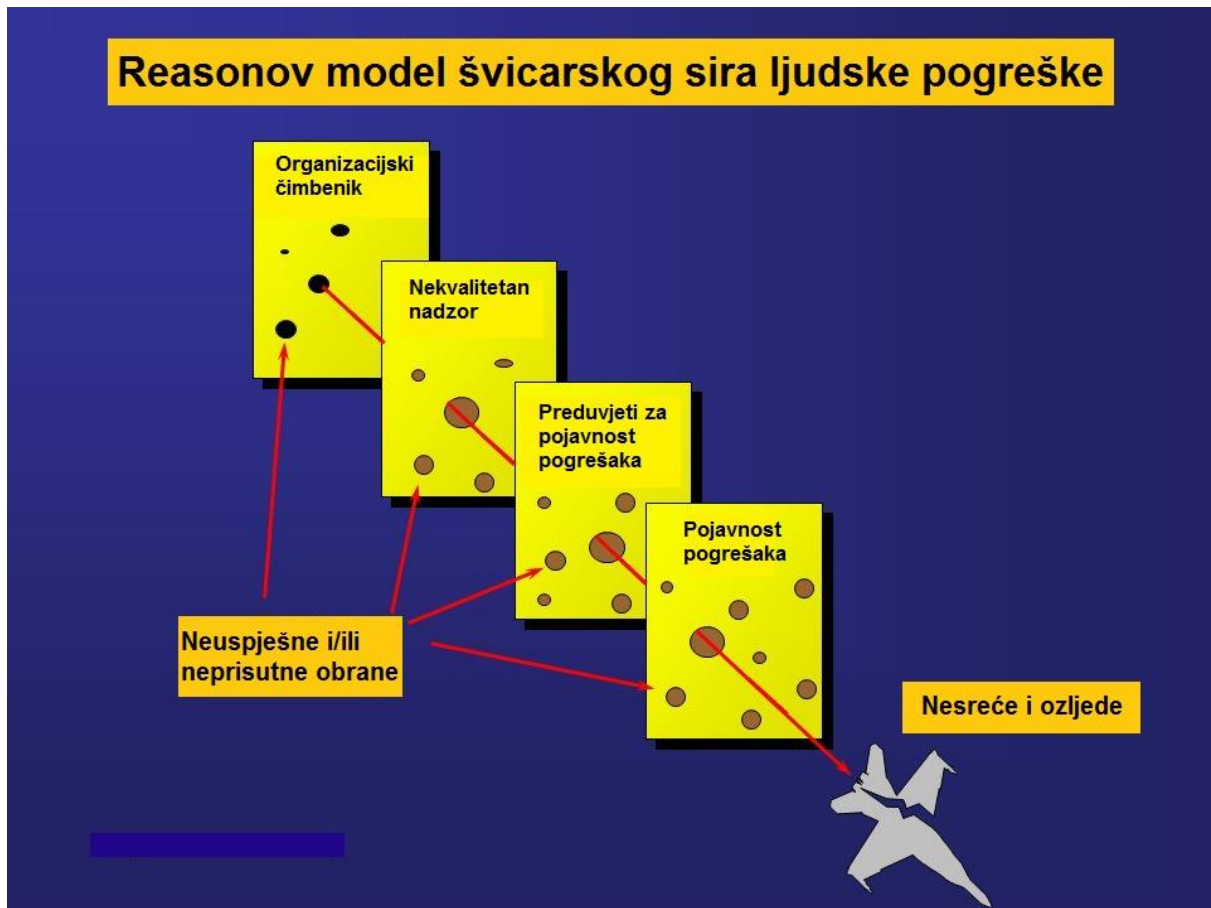 Reasonov model švicarskog sira ljudske pogreške
Organizacijski
čimbenik
Nekvalitetan
nadzor
Preduvjeti za
pojavnost
pogrešaka
Pojavnost
pogrešaka
Neuspješne i/ili
neprisutne obrane
Nesreće i ozljede